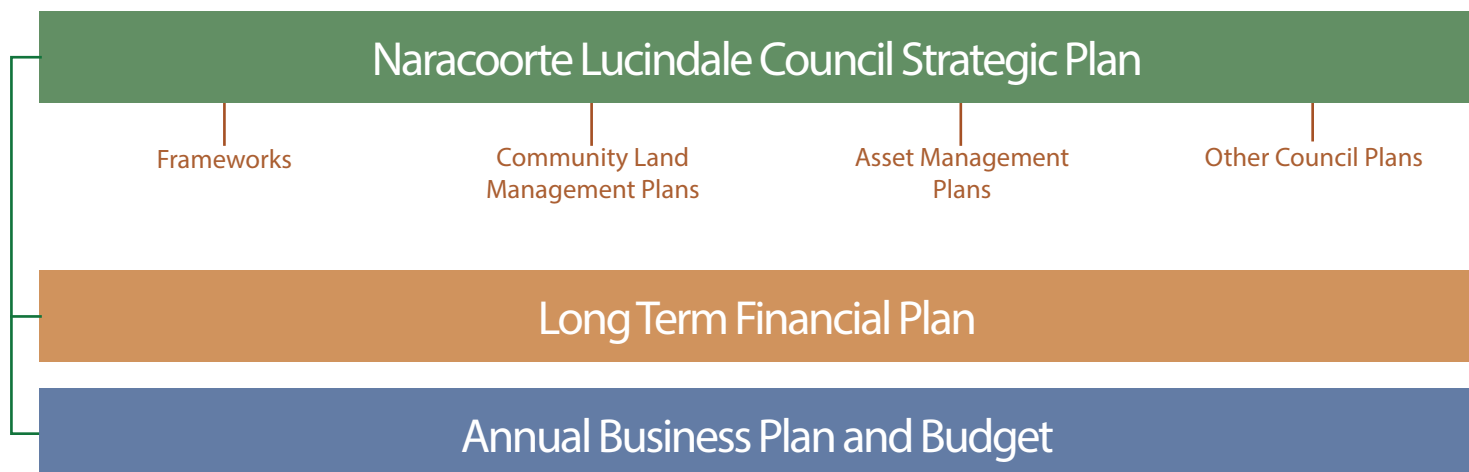 Naracoorte Lucindale Council Strategic Plan
Frameworks
Community Land
Management Plans
Asset Management
Plans
Other Council Plans
Long Term Financial Plan
Annual Business Plan and Budget